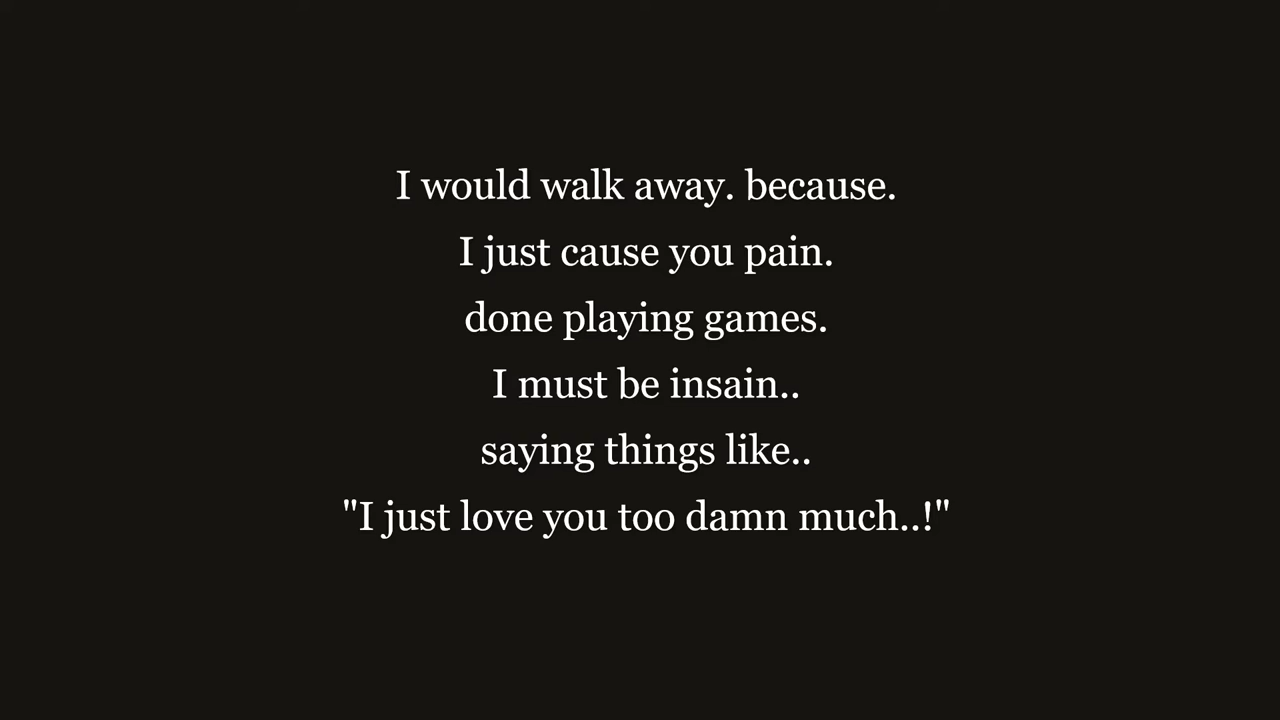 I would walk away. because.
I just cause you pain.
done playing games.
I must be insain..
saying things like..
"I just love you too damn much..!"